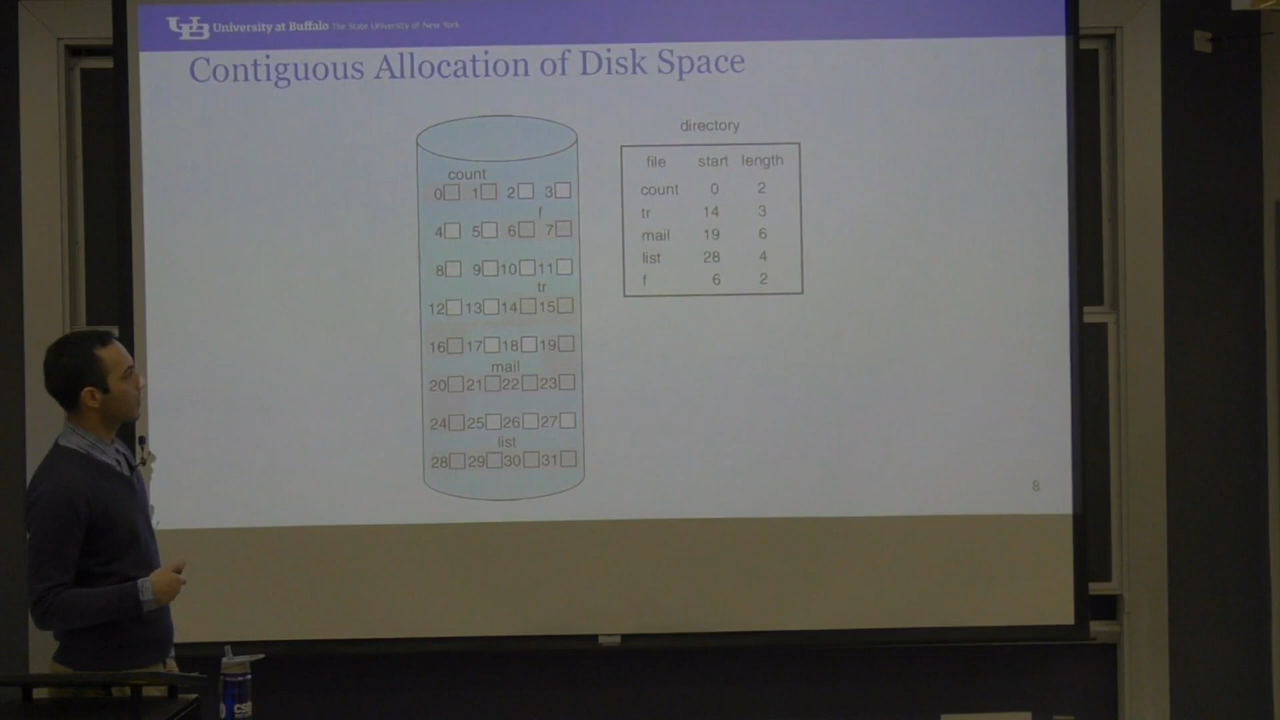 UB University at Buffalo The State University of New York
Contiguous Allocation of Disk Space
directory
file start length
count 0 2
tr 14 3
mail 19 6
list 28 4
f 6 2
count
0 1 2 3
f
4 5 6 7
8 9 10 11
tr
12 13 14 15
16 17 18 19
mail
20 21 22 23
24 25 26 27
list
28 29 30 31
8